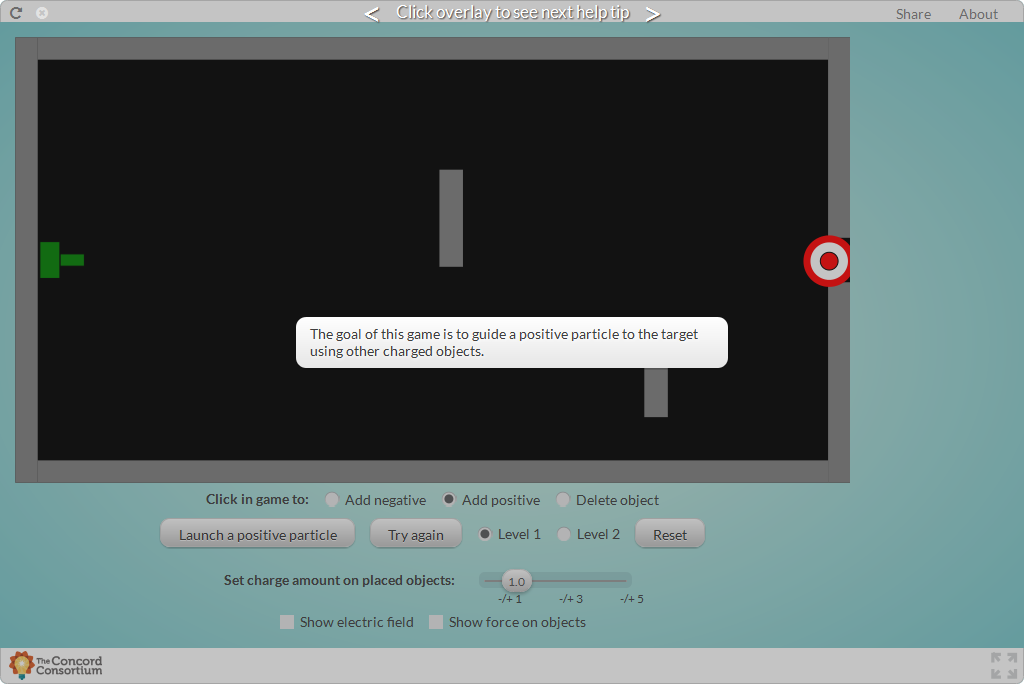 < Click overlay to see next help tip >
Share About
The goal of this game is to guide a positive particle to the target
using other charged objects.
Click in game to: Add negative Add positive Delete object
Launch a positive particle Try again Level 1 Level 2 Reset
Set charge amount on placed objects: 1.0
-/+ 1 -/+ 3 -/+ 5
Show electric field Show force on objects
The Concord
Consortium